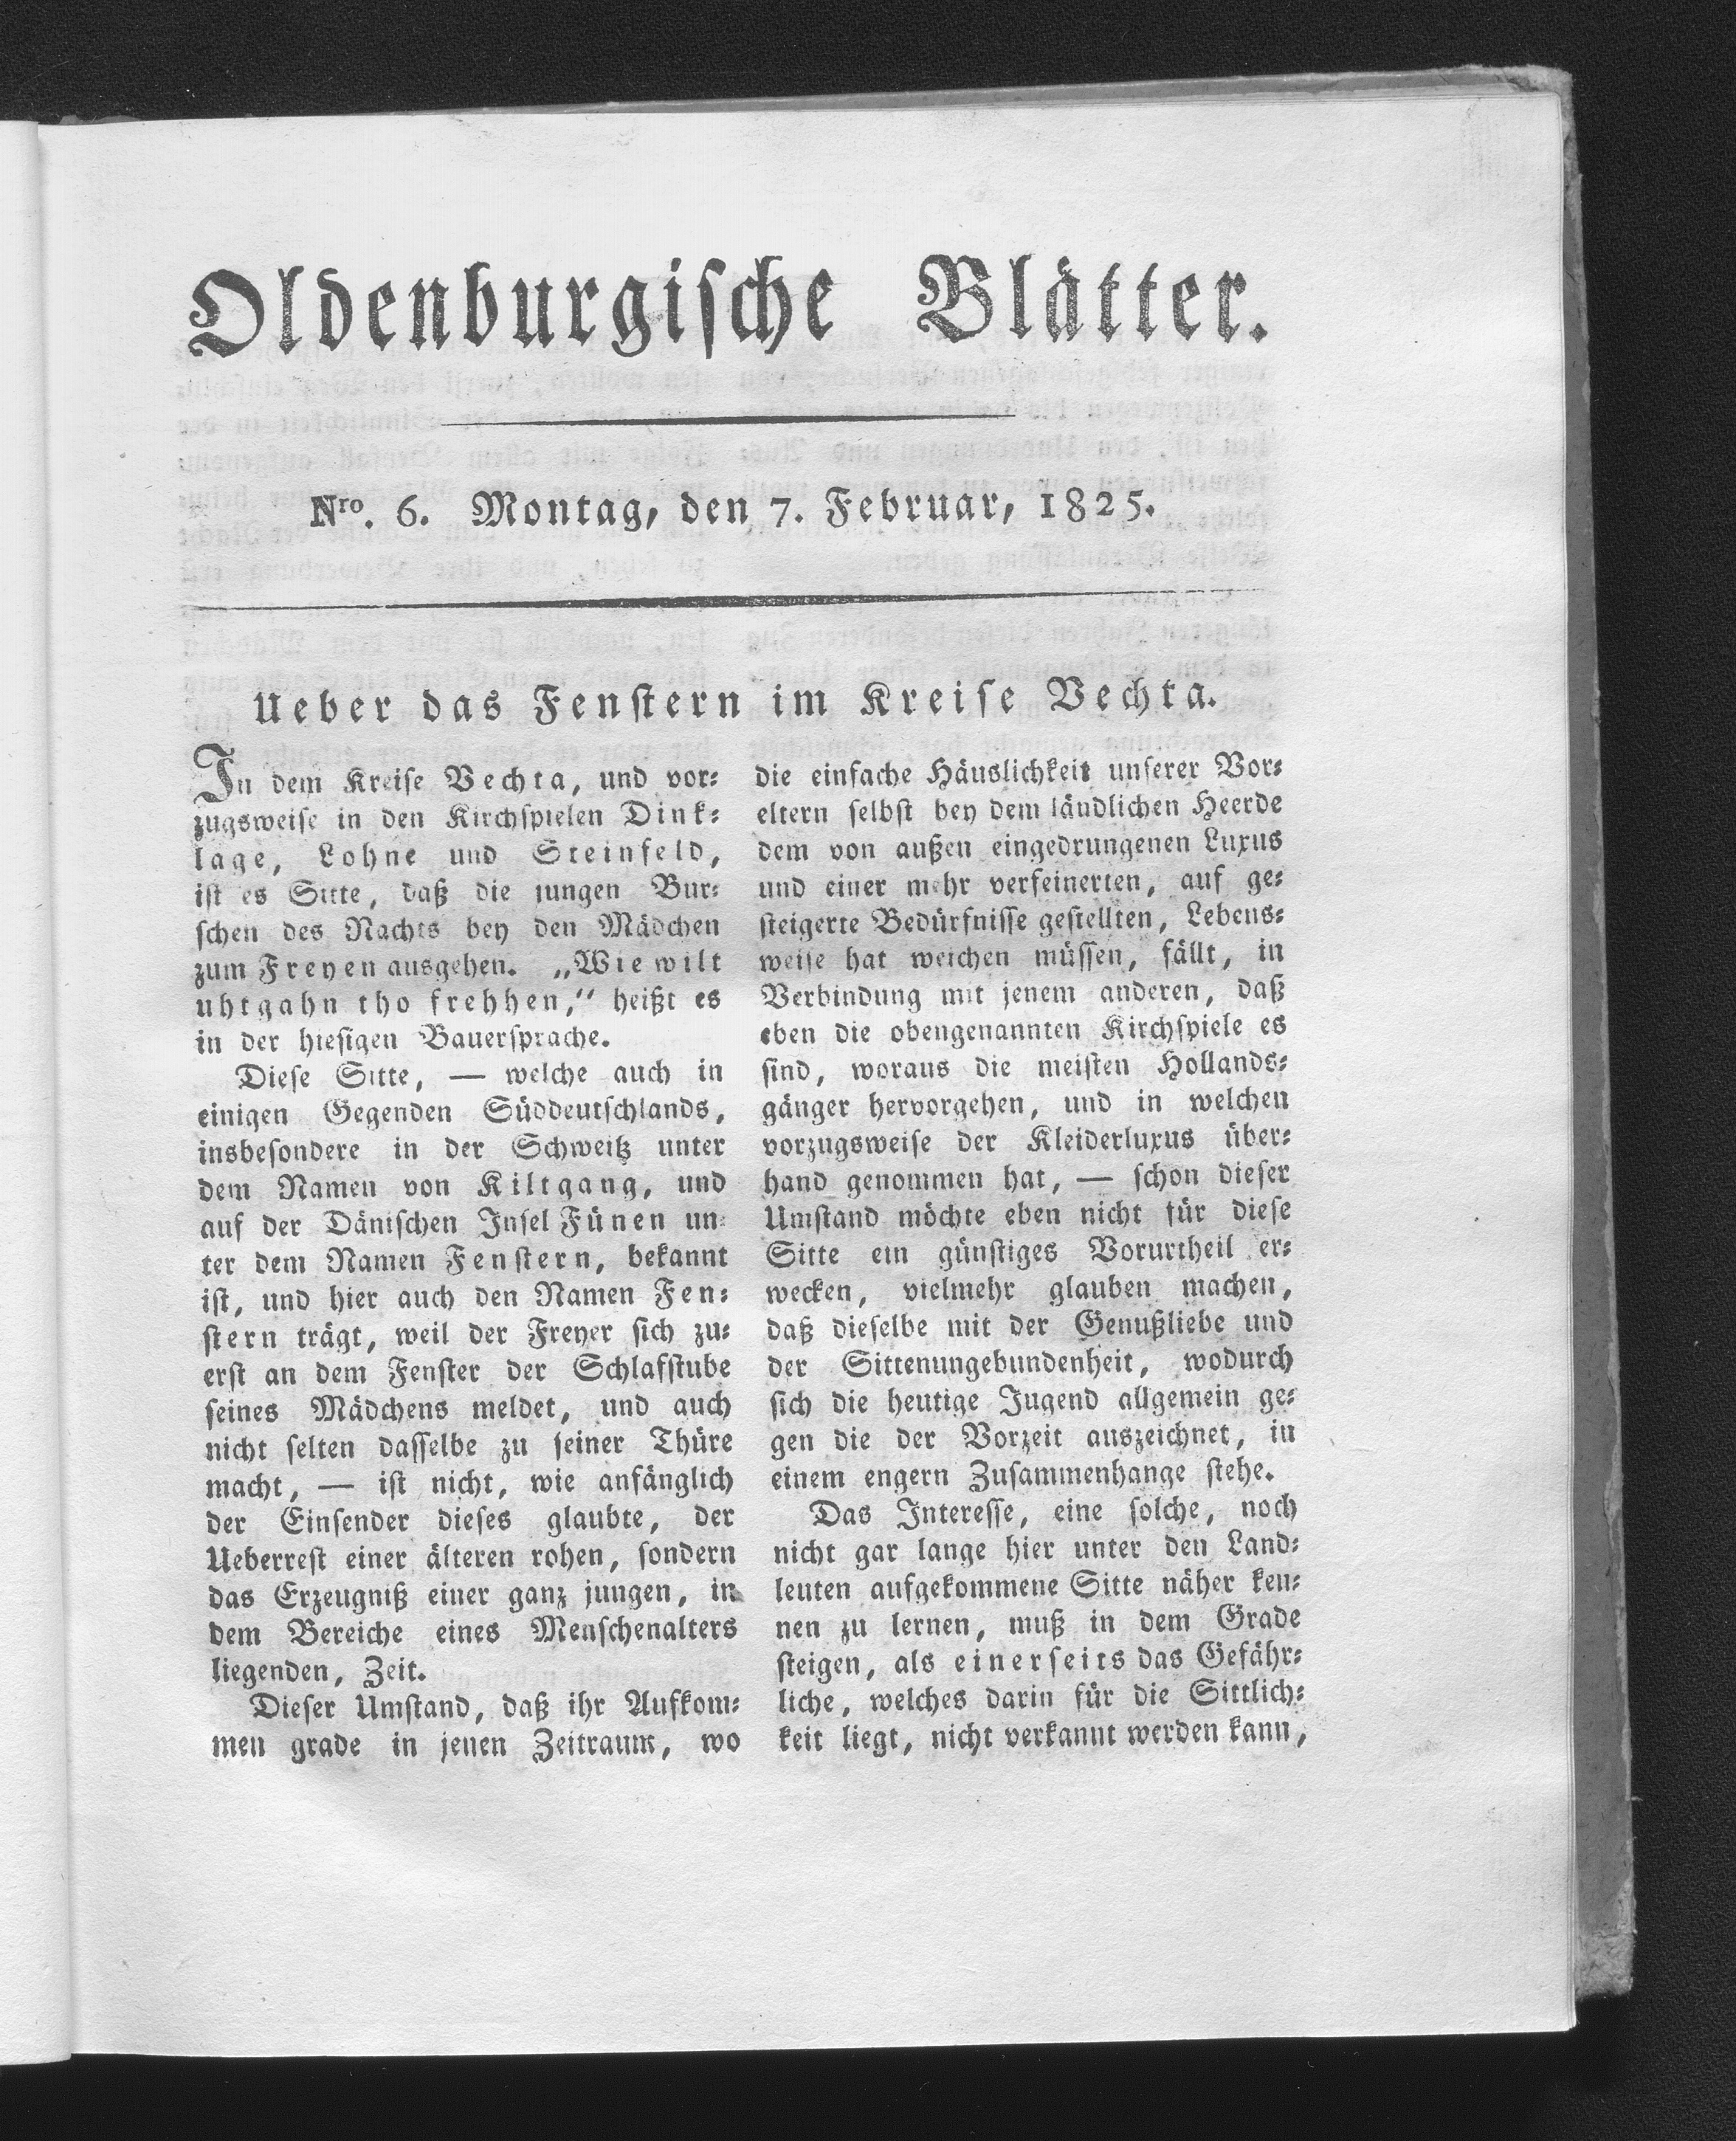 Oldenburgische Blätter.
Nro. 6. Montag, den 7. Februar, 1825.
Ueber das Fenstern im Kreise Vechta.
In dem Kreise Vechta, und vor⸗
zugsweise in den Kirchspielen Dink⸗
lage, Lohne und Steinfeld,
ist es Sitte, daß die jungen Bur⸗
schen des Nachts bey den Mädchen
zum Freyen ausgehen. „Wie wilt
uhtgahn tho frehhen,“ heißt es
in der hiesigen Bauersprache.
Diese Sitte, — welche auch in
einigen Gegenden Süddeutschlands,
insbesondere in der Schweitz unter
dem Namen von Kiltgang, und
auf der Dänischen Insel Fünen un⸗
ter dem Namen Fenstern, bekannt
ist, und hier auch den Namen Fen⸗
stern trägt, weil der Freyer sich zu⸗
erst an dem Fenster der Schlafstube
seines Mädchens meldet, und auch
nicht selten dasselbe zu seiner Thüre
macht, — ist nicht, wie anfänglich
der Einsender dieses glaubte, der
Ueberrest einer älteren rohen, sondern
das Erzeugniß einer ganz jungen, in
dem Bereiche eines Menschenalters
liegenden, Zeit.
Dieser Umstand, daß ihr Aufkom⸗
men grade in jenen Zeitraum, wo
die einfache Häuslichkeit unserer Vor⸗
eltern selbst bey dem ländlichen Heerde
dem von außen eingedrungenen Luxus
und einer mehr verfeinerten, auf ge⸗
steigerte Bedürfnisse gestellten, Lebens⸗
weise hat weichen müssen, fällt, in
Verbindung mit jenem anderen, daß
eben die obengenannten Kirchspiele es
sind, woraus die meisten Hollands⸗
gänger hervorgehen, und in welchen
vorzugsweise der Kleiderluxus über⸗
hand genommen hat, — schon dieser
Umstand möchte eben nicht für diese
Sitte ein günstiges Vorurtheil er⸗
wecken, vielmehr glauben machen,
daß dieselbe mit der Genußliebe und
der Sittenungebundenheit, wodurch
sich die heutige Jugend allgemein ge⸗
gen die der Vorzeit auszeichnet, in
einem engern Zusammenhange stehe.
Das Interesse, eine solche, noch
nicht gar lange hier unter den Land⸗
leuten aufgekommene Sitte näher ken⸗
nen zu lernen, muß in dem Grade
steigen, als einerseits das Gefähr⸗
liche, welches darin für die Sittlich⸗
keit liegt, nicht verkannt werden kann,